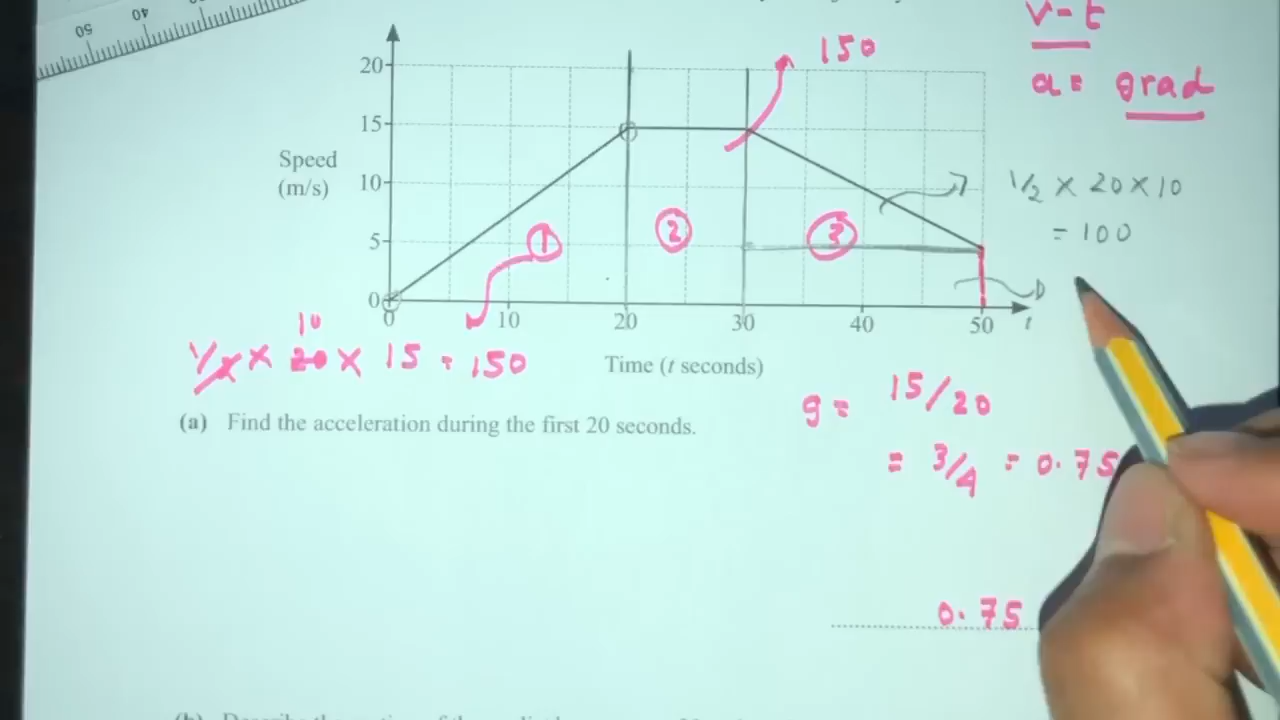 50 40
20
15
10
5
0
Speed
(m/s)
0 10 20 30 40 50 t
Time (t seconds)
150
v-t
a = grad
1/2 × 20 × 10
= 100
① ② ③
10
1/2 × 20 × 15 = 150
(a) Find the acceleration during the first 20 seconds.
g = 15/20
= 3/4 = 0.75
0.75